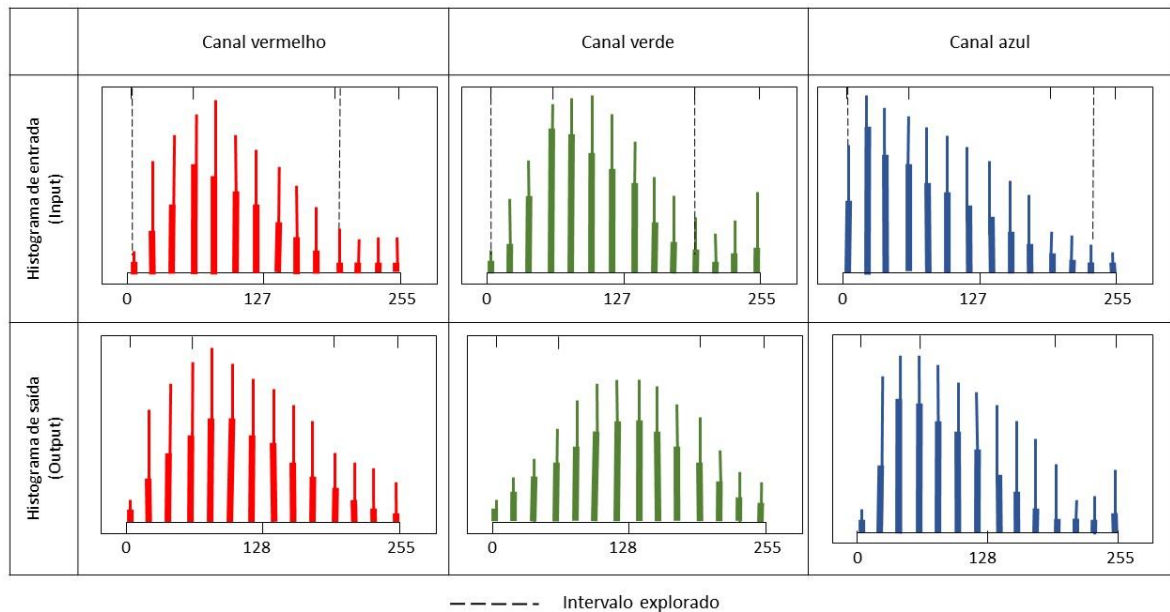 Canal vermelho
Canal verde
Canal azul
Histograma de entrada
(Input)
0 127 255
0 127 255
0 127 255
Histograma de saída
(Output)
0 128 255
0 128 255
0 128 255
Intervalo explorado